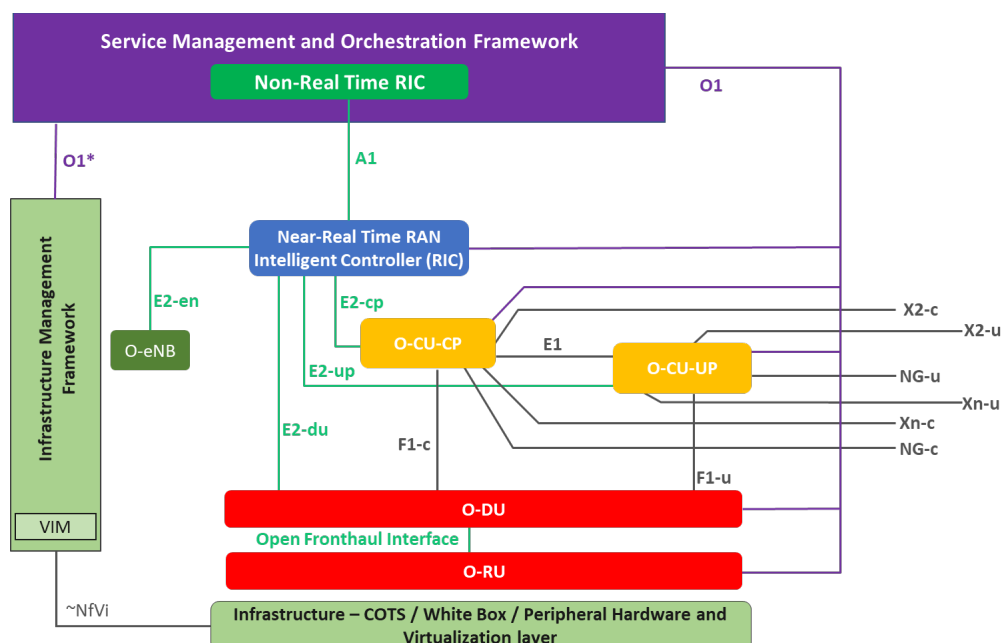 Service Management and Orchestration Framework
Non-Real Time RIC
O1
O1*
A1
Near-Real Time RAN
Intelligent Controller (RIC)
E2-en
E2-cp
O-eNB
O-CU-CP
E1
O-CU-UP
X2-c
X2-u
NG-u
Xn-u
Xn-c
NG-c
E2-up
E2-du
F1-c
F1-u
Infrastructure Management
Framework
VIM
O-DU
Open Fronthaul Interface
O-RU
~NfVi
Infrastructure – COTS / White Box / Peripheral Hardware and
Virtualization layer